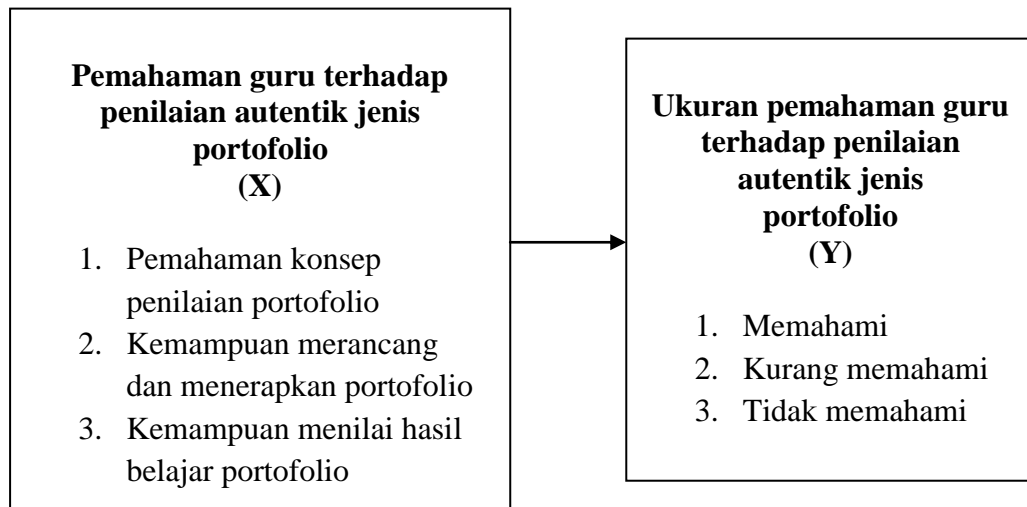 Pemahaman guru terhadap
penilaian autentik jenis
portofolio
(X)
1. Pemahaman konsep
penilaian portofolio
2. Kemampuan merancang
dan menerapkan portofolio
3. Kemampuan menilai hasil
belajar portofolio
Ukuran pemahaman guru
terhadap penilaian
autentik jenis
portofolio
(Y)
1. Memahami
2. Kurang memahami
3. Tidak memahami